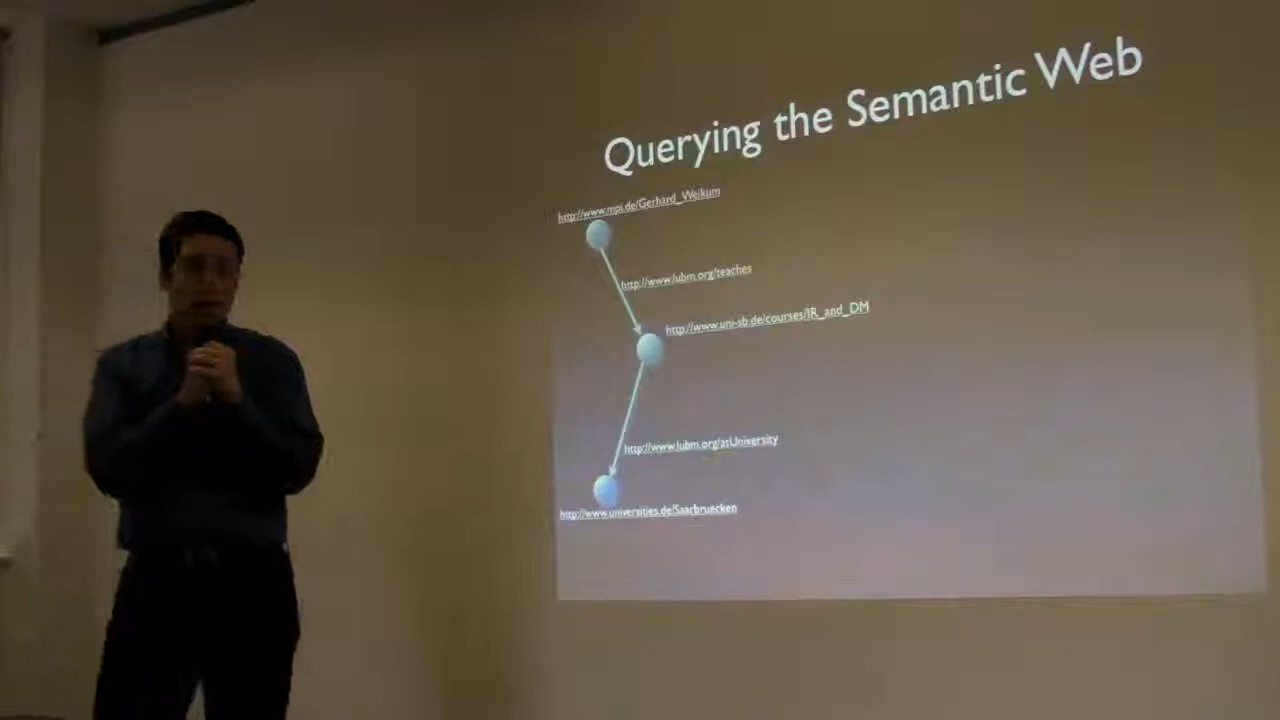 Querying the Semantic Web
http://www.mpi.de/Gerhard_Weikum
http://www.lubm.org/teaches
http://www.uni-sb.de/courses/IR_and_DM
http://www.lubm.org/atUniversity
http://www.universities.de/Saarbruecken